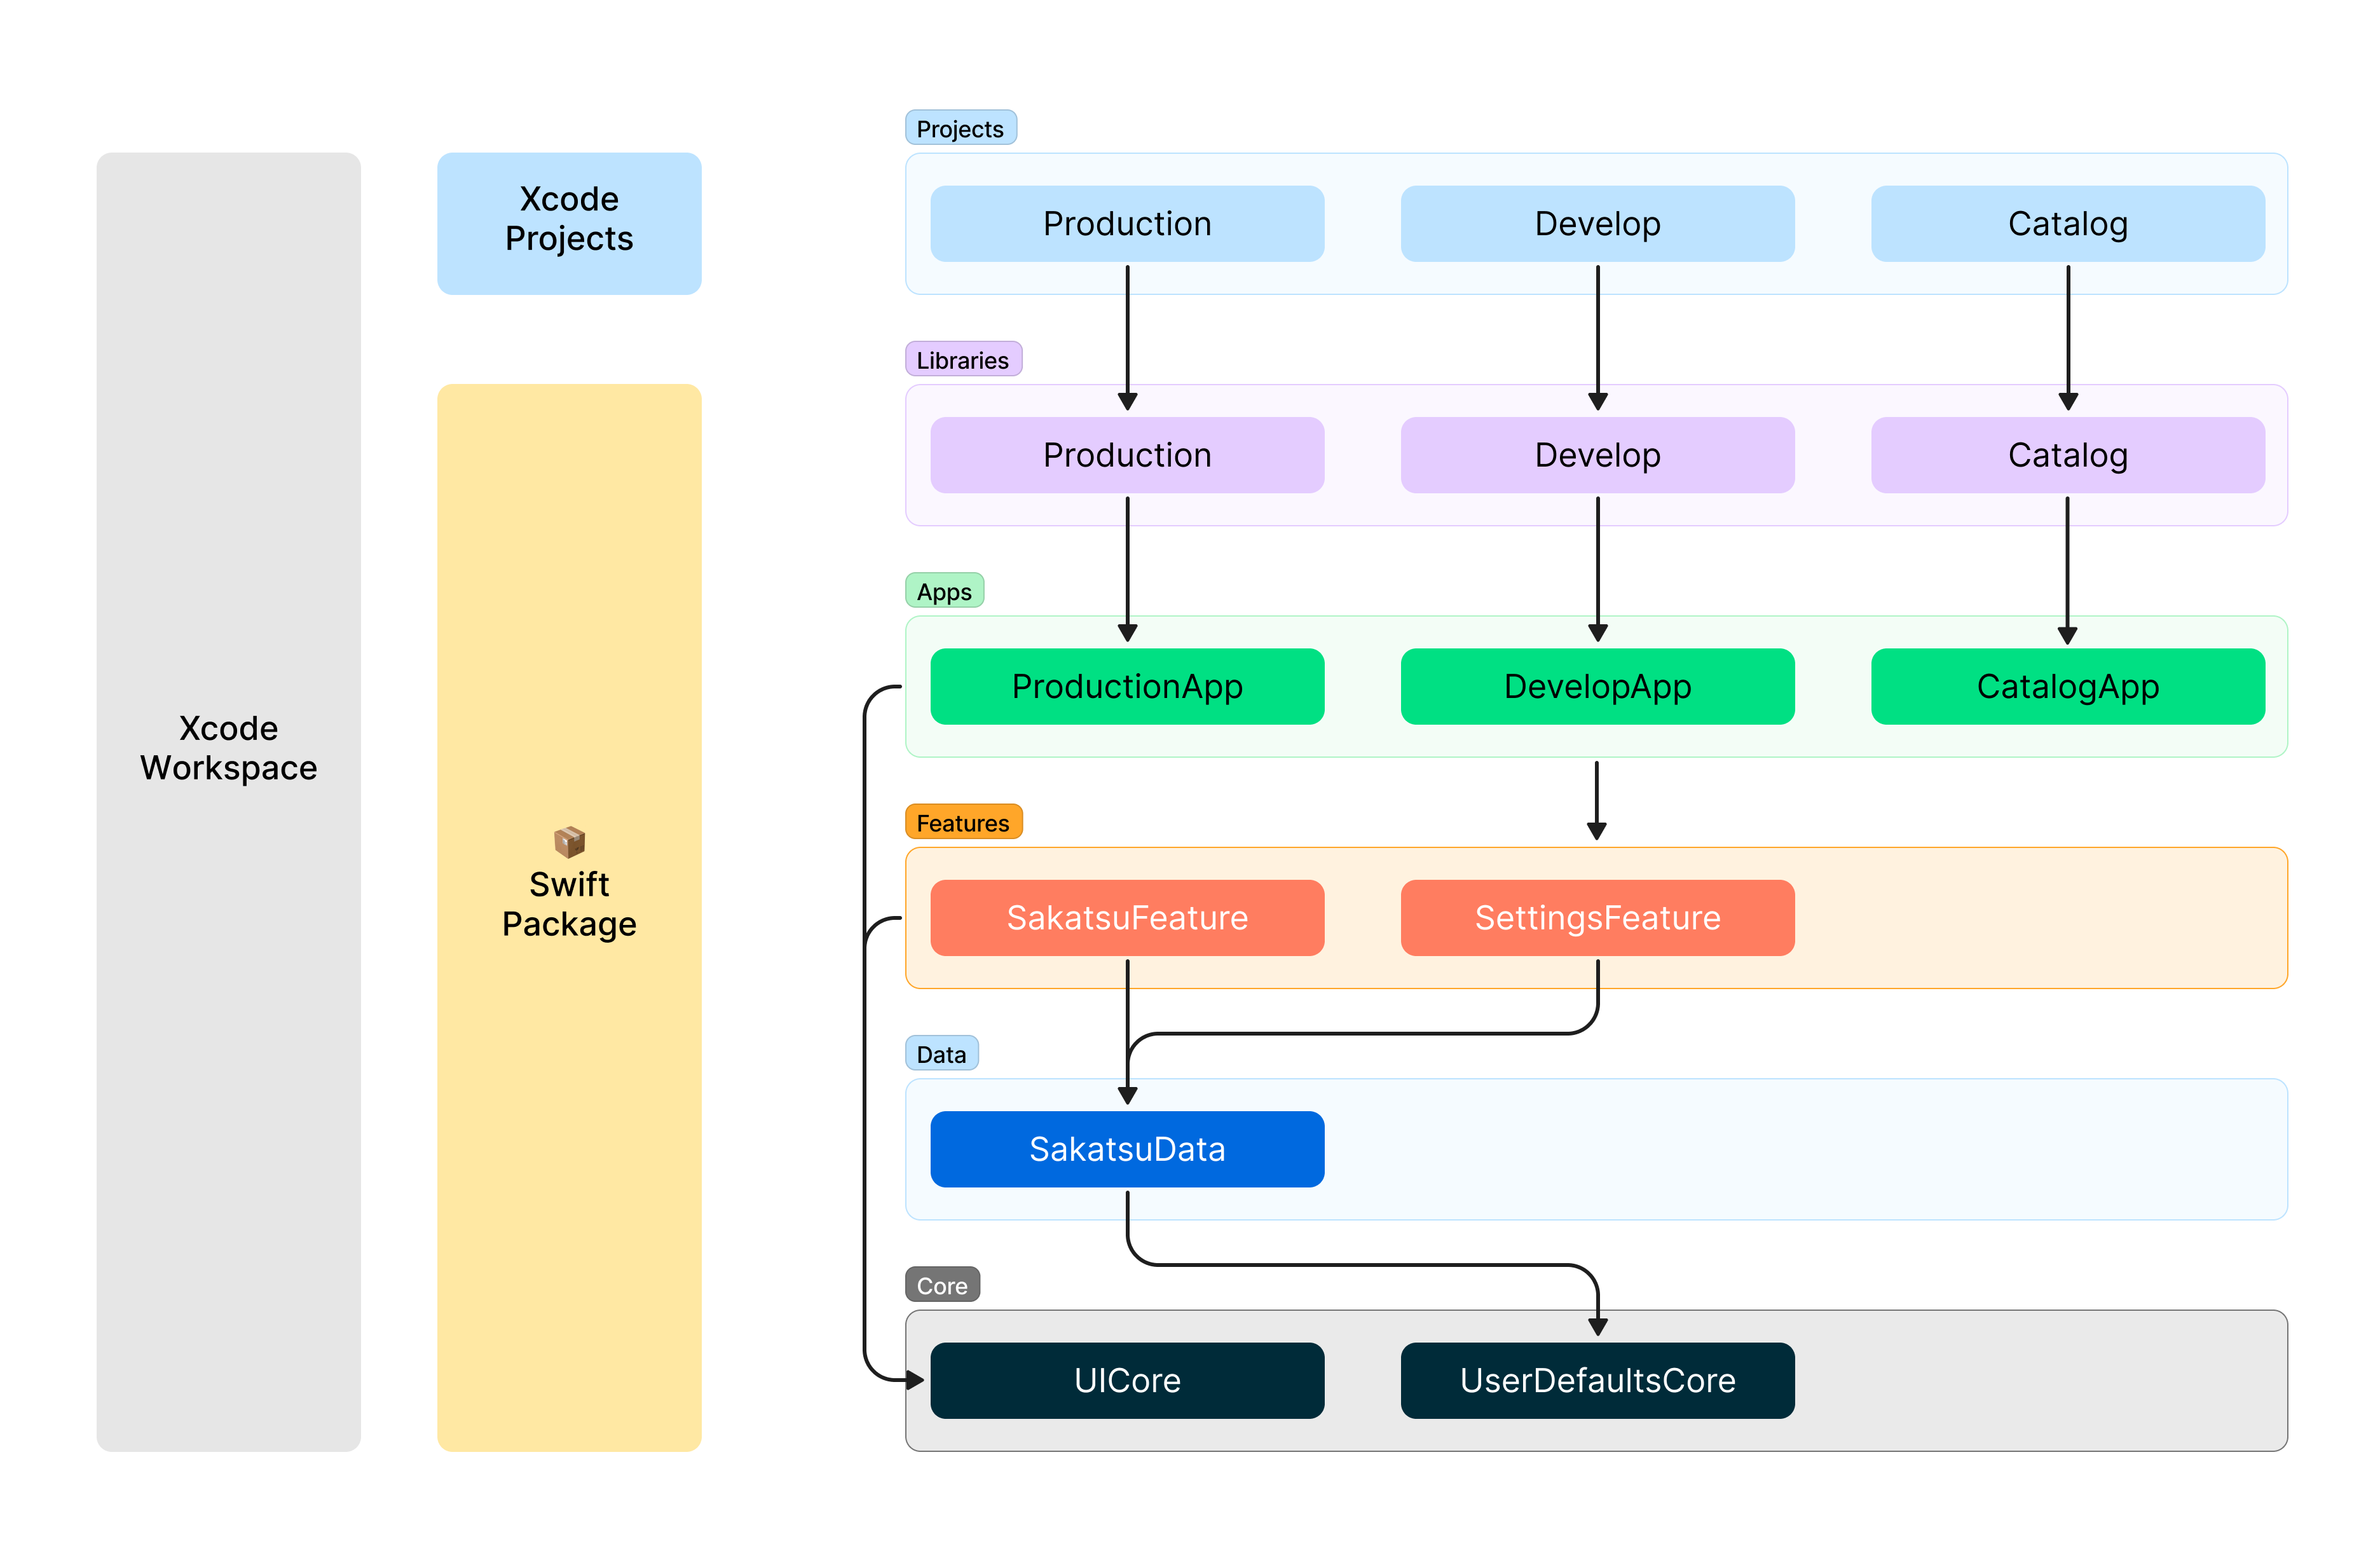 Xcode
Workspace
Xcode
Projects
Swift
Package
Projects
Production
Develop
Catalog
Libraries
Production
Develop
Catalog
Apps
ProductionApp
DevelopApp
CatalogApp
Features
SakatsuFeature
SettingsFeature
Data
SakatsuData
Core
UICore
UserDefaultsCore